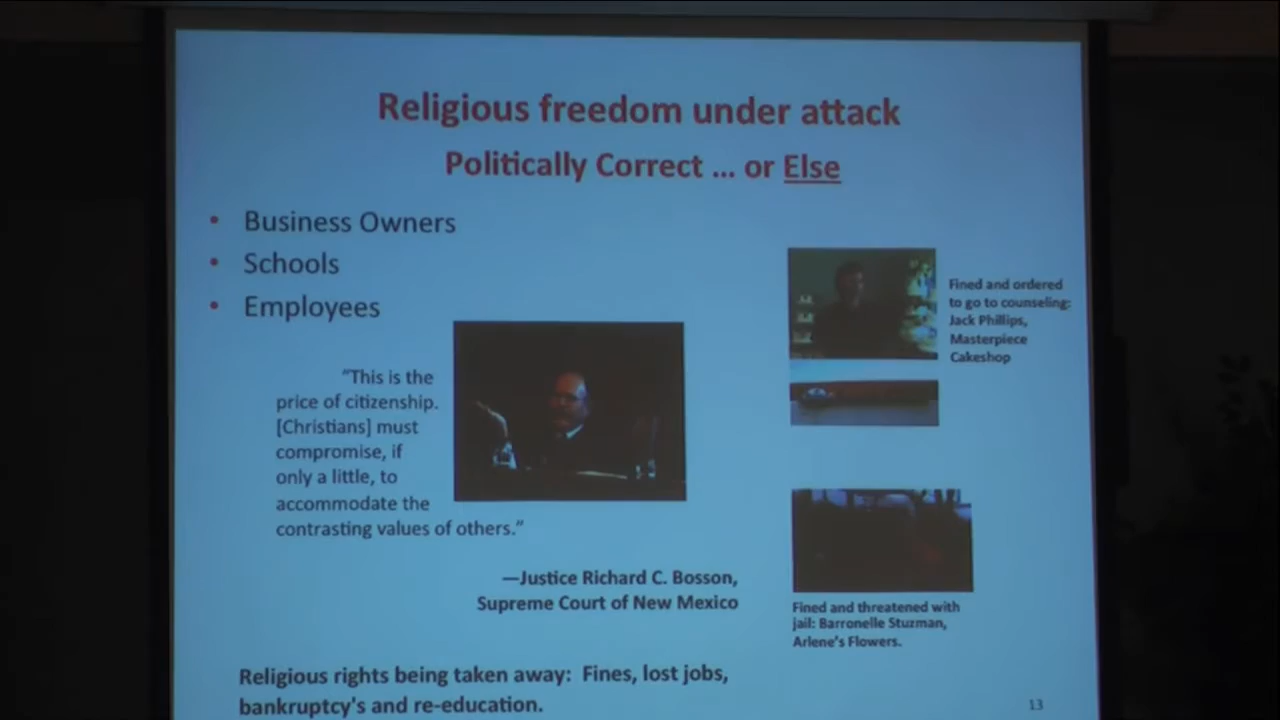 Religious freedom under attack
Politically Correct ... or Else
• Business Owners
• Schools
• Employees
"This is the
price of citizenship.
[Christians] must
compromise, if
only a little, to
accommodate the
contrasting values of others."
—Justice Richard C. Bosson,
Supreme Court of New Mexico
Fined and ordered
to go to counseling:
Jack Phillips,
Masterpiece
Cakeshop
Fined and threatened with
jail: Barronelle Stuzman,
Arlene's Flowers.
Religious rights being taken away: Fines, lost jobs,
bankruptcy's and re-education.
13